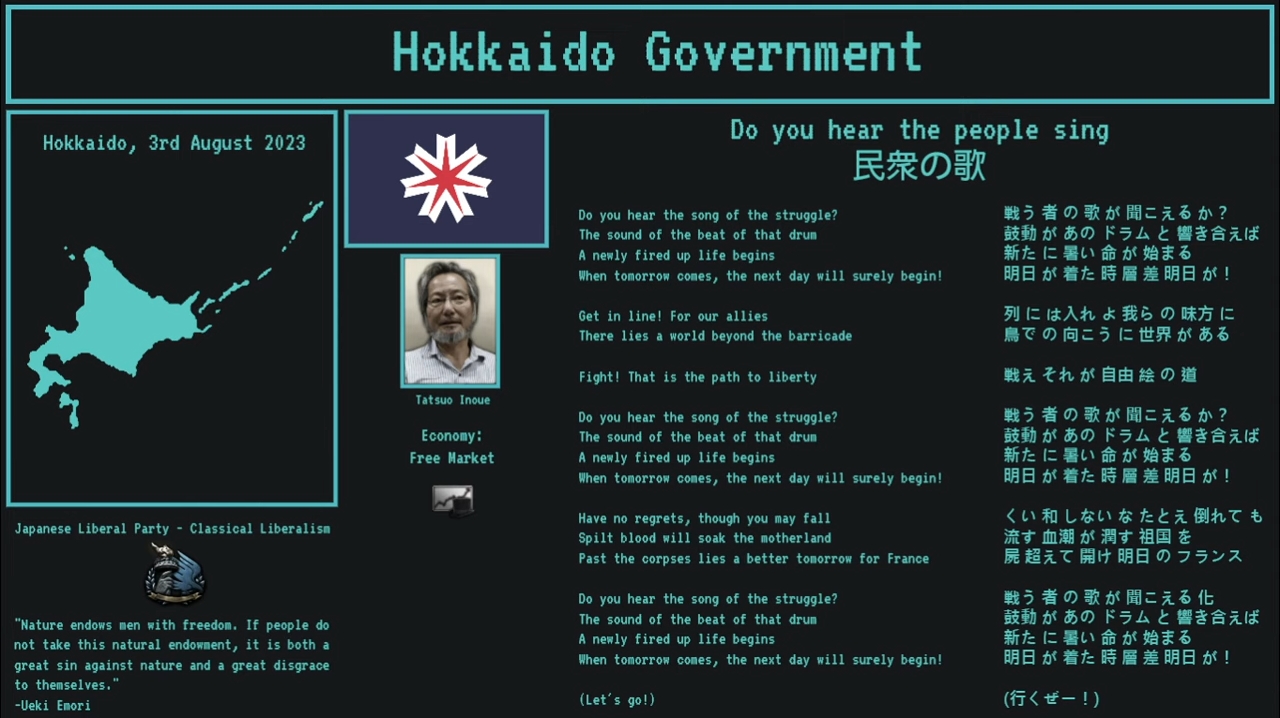 Hokkaido Government
Hokkaido, 3rd August 2023
Japanese Liberal Party - Classical Liberalism
"Nature endows men with freedom. If people do
not take this natural endowment, it is both a
great sin against nature and a great disgrace
to themselves."
-Ueki Emori
Tatsuo Inoue
Economy:
Free Market
Do you hear the people sing
民衆の歌
Do you hear the song of the struggle?
The sound of the beat of that drum
A newly fired up life begins
When tomorrow comes, the next day will surely begin!
Get in line! For our allies
There lies a world beyond the barricade
Fight! That is the path to liberty
Do you hear the song of the struggle?
The sound of the beat of that drum
A newly fired up life begins
When tomorrow comes, the next day will surely begin!
Have no regrets, though you may fall
Spilt blood will soak the motherland
Past the corpses lies a better tomorrow for France
Do you hear the song of the struggle?
The sound of the beat of that drum
A newly fired up life begins
When tomorrow comes, the next day will surely begin!
(Let's go!)
戦う 者 の 歌 が 聞こえる か？
鼓動 が あの ドラム と 響き合えば
新た に 暑い 命 が 始まる
明日 が 着た 時 層 差 明日 が！
列 に は入れ よ 我ら の 味方 に
鳥で の 向こう に 世界 が ある
戦え それ が 自由 絵 の 道
戦う 者 の 歌 が 聞こえる か？
鼓動 が あの ドラム と 響き合えば
新た に 暑い 命 が 始まる
明日 が 着た 時 層 差 明日 が！
くい 和 しない な たとえ 倒れて も
流す 血潮 が 潤す 祖国 を
屍 超えて 開け 明日 の フランス
戦う 者 の 歌 が 聞こえる 化
鼓動 が あの ドラム と 響き合えば
新た に 暑い 命 が 始まる
明日 が 着た 時 層 差 明日 が！
(行くぜー！)